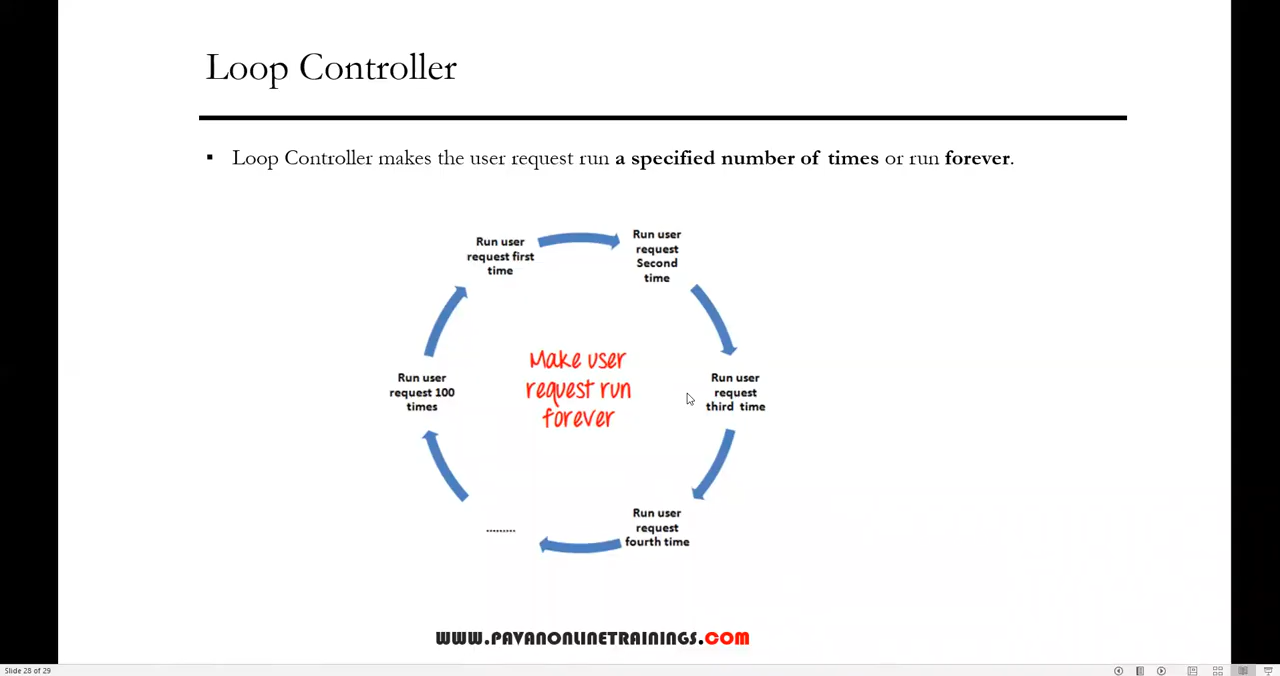 Loop Controller
▪ Loop Controller makes the user request run a specified number of times or run forever.
Run user
request first
time
Run user
request
Second
time
Run user
request
third time
Run user
request
fourth time
.........
Run user
request 100
times
Make user
request run
forever
WWW.PAVANONLINETRAININGS.COM
Slide 28 of 29